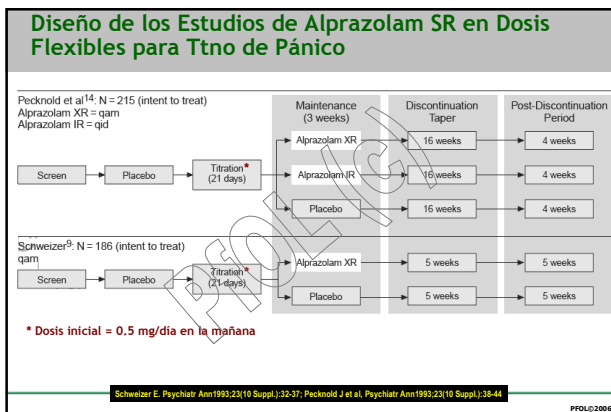 Diseño de los Estudios de Alprazolam SR en Dosis
Flexibles para Ttno de Pánico
Pecknold et al14: N = 215 (intent to treat)
Alprazolam XR = qam
Alprazolam IR = qid
Maintenance
(3 weeks)
Discontinuation
Taper
Post-Discontinuation
Period
Alprazolam XR
16 weeks
4 weeks
Screen
Placebo
Titration*
(21 days)
Alprazolam IR
16 weeks
4 weeks
Placebo
16 weeks
4 weeks
Schweizer9: N = 186 (intent to treat)
qam
Screen
Placebo
Titration*
(21 days)
Alprazolam XR
5 weeks
5 weeks
Placebo
5 weeks
5 weeks
* Dosis inicial = 0.5 mg/día en la mañana
Pfol (c)
Schweizer E. Psychiatr Ann1993;23(10 Suppl.):32-37; Pecknold J et al, Psychiatr Ann1993;23(10 Suppl.):38-44
PFOL©2006